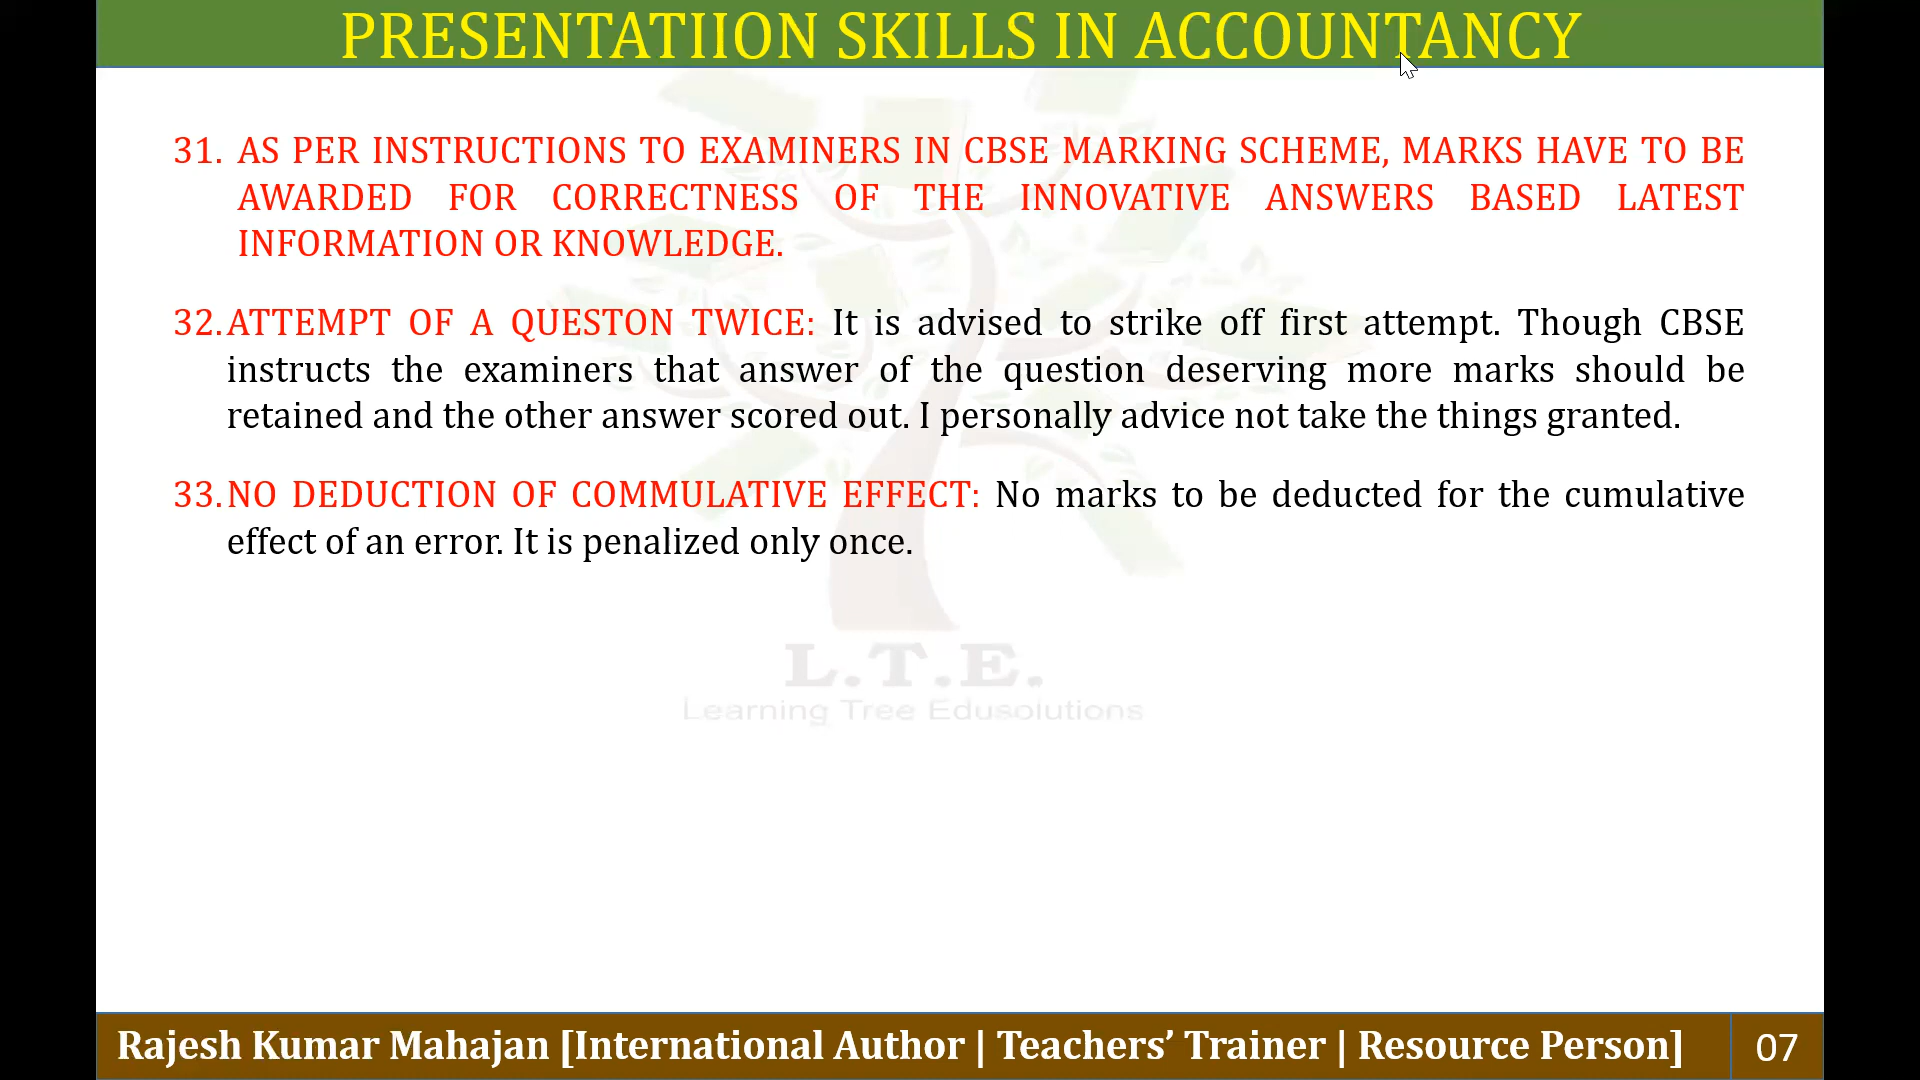 PRESENTATIION SKILLS IN ACCOUNTANCY
31. AS PER INSTRUCTIONS TO EXAMINERS IN CBSE MARKING SCHEME, MARKS HAVE TO BE
AWARDED FOR CORRECTNESS OF THE INNOVATIVE ANSWERS BASED LATEST
INFORMATION OR KNOWLEDGE.
32. ATTEMPT OF A QUESTON TWICE: It is advised to strike off first attempt. Though CBSE
instructs the examiners that answer of the question deserving more marks should be
retained and the other answer scored out. I personally advice not take the things granted.
33. NO DEDUCTION OF COMMULATIVE EFFECT: No marks to be deducted for the cumulative
effect of an error. It is penalized only once.
L.T.E.
Learning Tree Edusolutions
Rajesh Kumar Mahajan [International Author | Teachers’ Trainer | Resource Person] 07